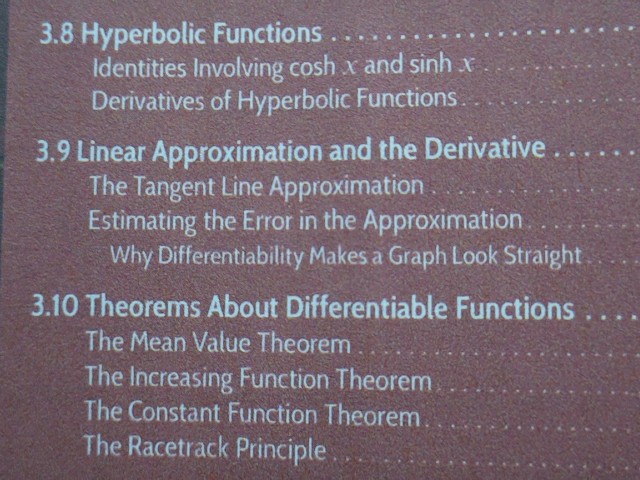 3.8 Hyperbolic Functions ....................
Identities Involving cosh x and sinh x ..............
Derivatives of Hyperbolic Functions ...............
3.9 Linear Approximation and the Derivative ......
The Tangent Line Approximation .................
Estimating the Error in the Approximation .........
Why Differentiability Makes a Graph Look Straight .....
3.10 Theorems About Differentiable Functions ....
The Mean Value Theorem ......................
The Increasing Function Theorem ................
The Constant Function Theorem .................
The Racetrack Principle ........................